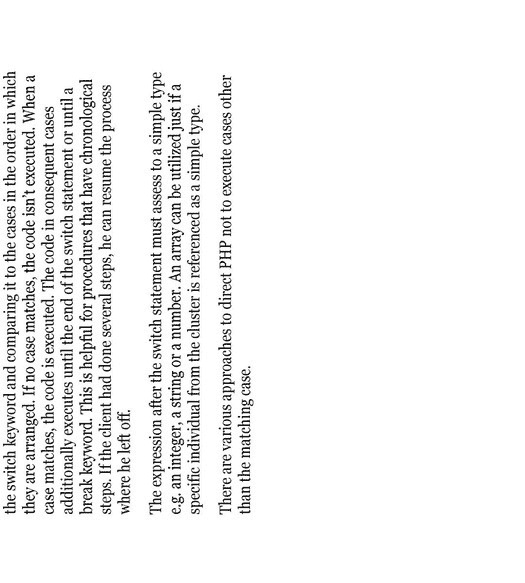 the switch keyword and comparing it to the cases in the order in which
they are arranged. If no case matches, the code isn't executed. When a
case matches, the code is executed. The code in consequent cases
additionally executes until the end of the switch statement or until a
break keyword. This is helpful for procedures that have chronological
steps. If the client had done several steps, he can resume the process
where he left off.
The expression after the switch statement must assess to a simple type
e.g. an integer, a string or a number. An array can be utilized just if a
specific individual from the cluster is referenced as a simple type.
There are various approaches to direct PHP not to execute cases other
than the matching case.